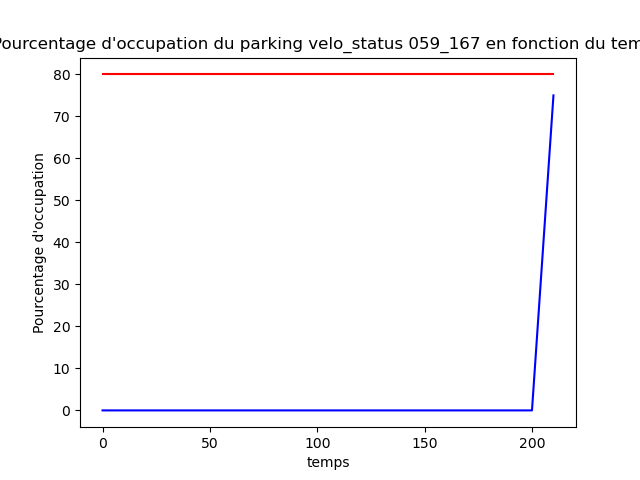 Pourcentage d'occupation du parking velo_status 059_167 en fonction du tem
80
70
60
50
40
30
20
10
0
Pourcentage d'occupation
0 50 100 150 200
temps